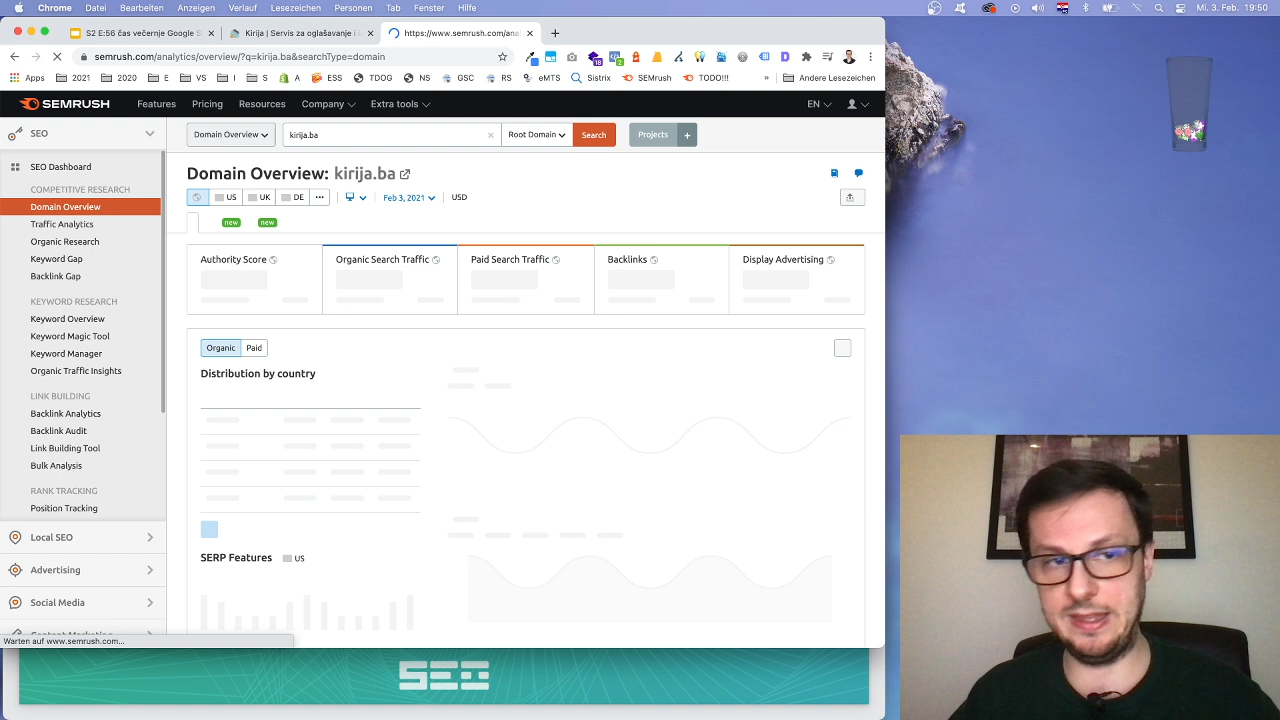 Chrome Datei Bearbeiten Anzeigen Verlauf Lesezeichen Personen Tab Fenster Hilfe Mi. 3. Feb. 19:50
S2 E:56 čas večernje Google S Kirija | Servis za oglašavanje i https://www.semrush.com/ana
semrush.com/analytics/overview/?q=kirija.ba&searchType=domain
18 2
Apps 2021 2020 E VS I S A ESS TDOG NS GSC RS eMTS Sistrix SEMrush TODO!!! » Andere Lesezeichen
SEMRUSH Features Pricing Resources Company Extra tools EN
SEO
Domain Overview kirija.ba Root Domain Search Projects +
SEO Dashboard
COMPETITIVE RESEARCH
Domain Overview
Traffic Analytics
Organic Research
Keyword Gap
Backlink Gap
KEYWORD RESEARCH
Keyword Overview
Keyword Magic Tool
Keyword Manager
Organic Traffic Insights
LINK BUILDING
Backlink Analytics
Backlink Audit
Link Building Tool
Bulk Analysis
RANK TRACKING
Position Tracking
Local SEO
Advertising
Social Media
Content Marketing
Warten auf www.semrush.com...
Domain Overview: kirija.ba
US UK DE ... Feb 3, 2021 USD
new new
Authority Score Organic Search Traffic Paid Search Traffic Backlinks Display Advertising
Organic Paid
Distribution by country
SERP Features US
SEO